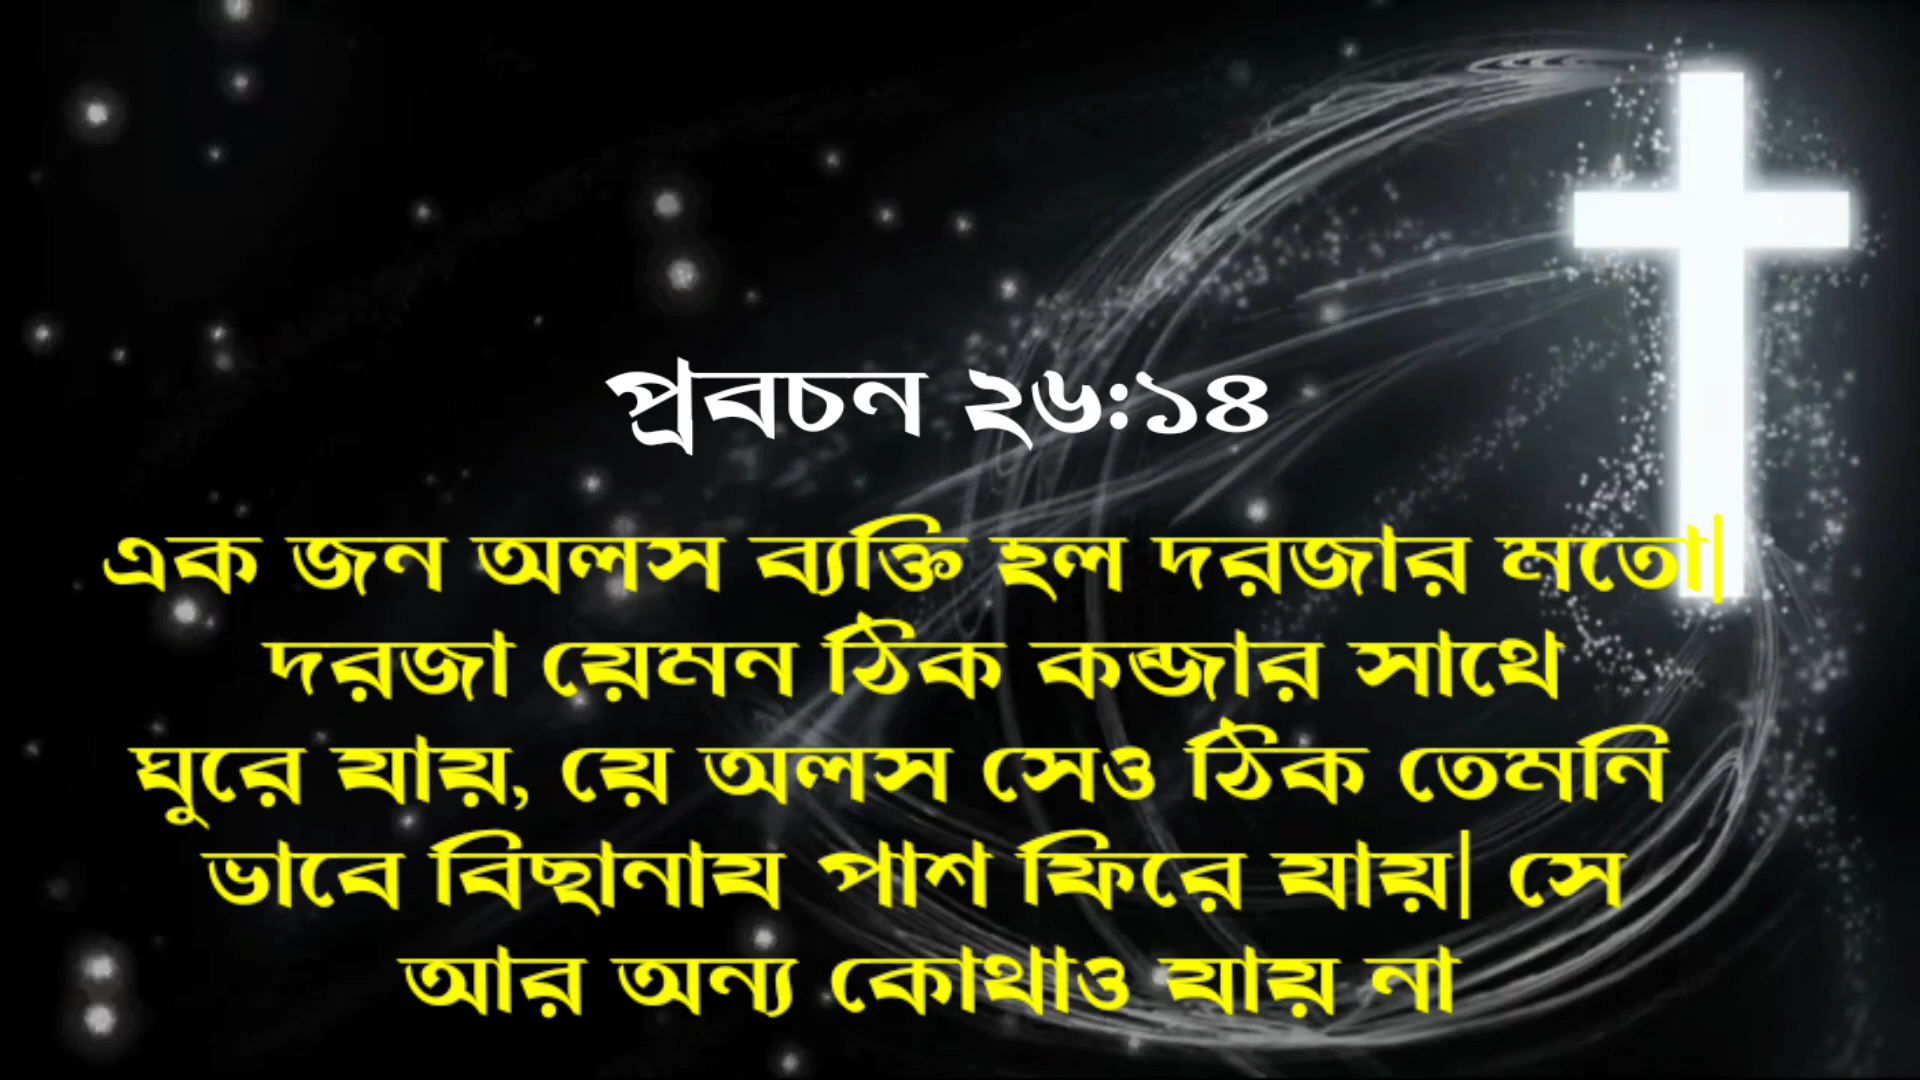 প্রবচন ২৬:১৪
এক জন অলস ব্যক্তি হল দরজার মতো|
দরজা য়েমন ঠিক কব্জার সাথে
ঘুরে যায়, য়ে অলস সেও ঠিক তেমনি
ভাবে বিছানায পাশ ফিরে যায়| সে
আর অন্য কোথাও যায় না